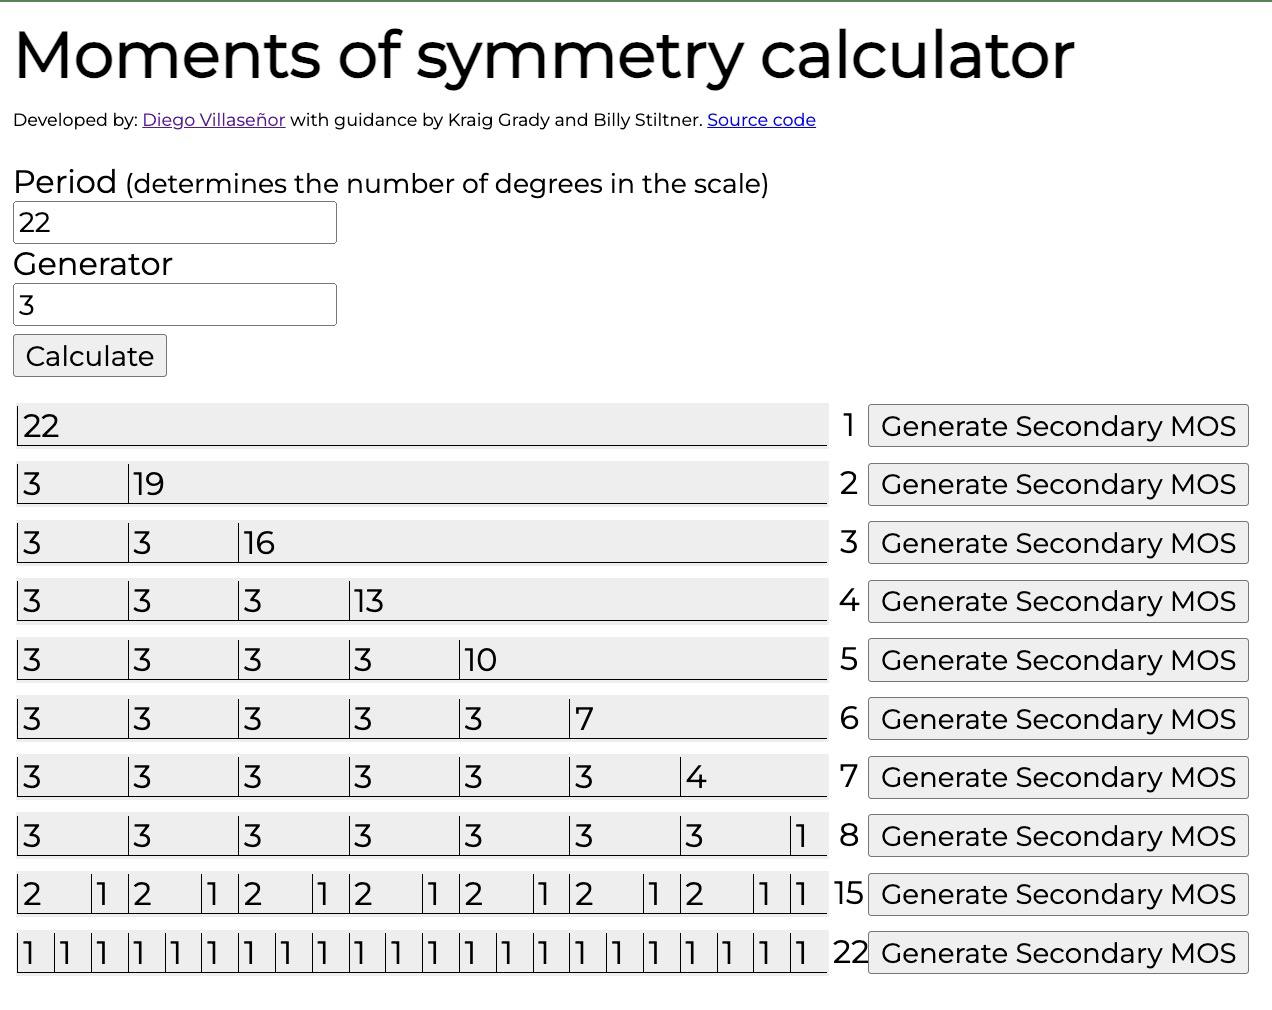 Moments of symmetry calculator
Developed by: Diego Villaseñor with guidance by Kraig Grady and Billy Stiltner. Source code
Period (determines the number of degrees in the scale)
22
Generator
3
Calculate
22 1 Generate Secondary MOS
3 19 2 Generate Secondary MOS
3 3 16 3 Generate Secondary MOS
3 3 3 13 4 Generate Secondary MOS
3 3 3 3 10 5 Generate Secondary MOS
3 3 3 3 3 7 6 Generate Secondary MOS
3 3 3 3 3 3 4 7 Generate Secondary MOS
3 3 3 3 3 3 3 1 8 Generate Secondary MOS
2 1 2 1 2 1 2 1 2 1 2 1 2 1 1 15 Generate Secondary MOS
1 1 1 1 1 1 1 1 1 1 1 1 1 1 1 1 1 1 1 1 1 1 22 Generate Secondary MOS